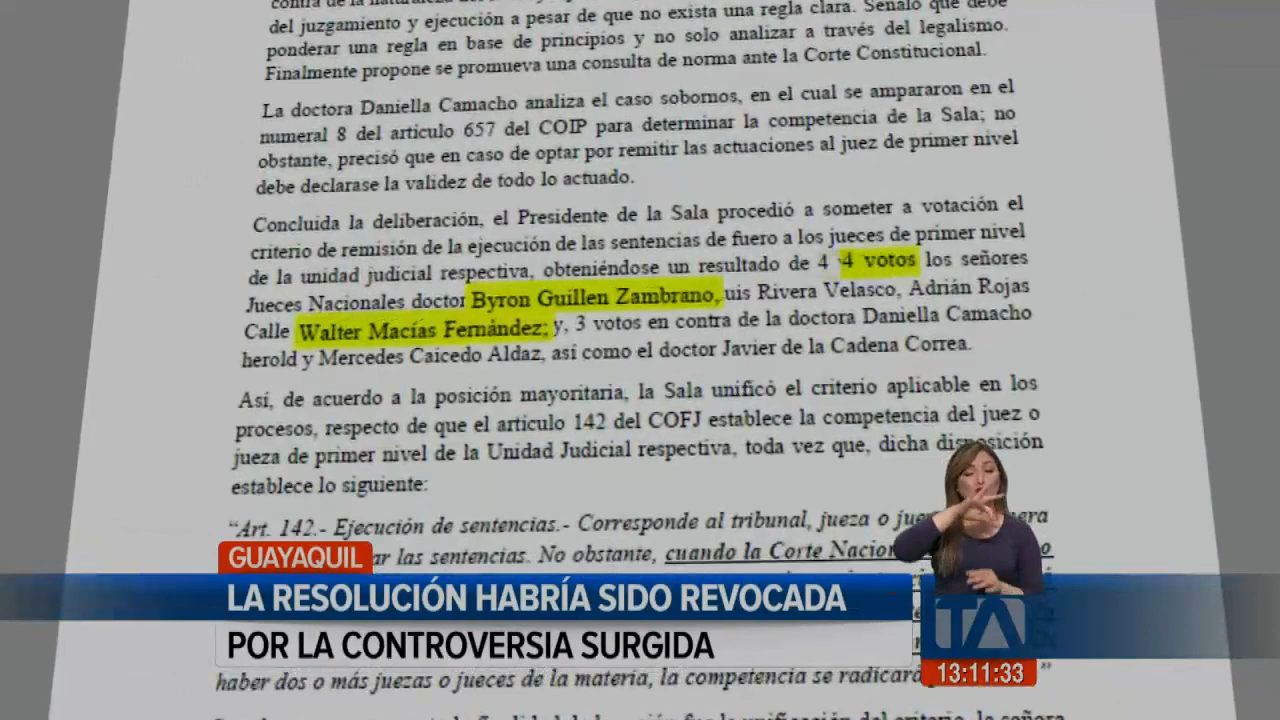 contra de la
del juzgamiento y ejecución a pesar de que no exista una regla clara. Señaló que debe
ponderar una regla en base de principios y no solo analizar a través del legalismo.
Finalmente propone se promueva una consulta de norma ante la Corte Constitucional.
La doctora Daniella Camacho analiza el caso sobornos, en el cual se ampararon en el
numeral 8 del artículo 657 del COIP para determinar la competencia de la Sala; no
obstante, precisó que en caso de optar por remitir las actuaciones al juez de primer nivel
debe declarase la validez de todo lo actuado.
Concluida la deliberación, el Presidente de la Sala procedió a someter a votación el
criterio de remisión de la ejecución de las sentencias de fuero a los jueces de primer nivel
de la unidad judicial respectiva, obteniéndose un resultado de 4 4 votos los señores
Jueces Nacionales doctor Byron Guillen Zambrano, uis Rivera Velasco, Adrián Rojas
Calle Walter Macías Fernández; y, 3 votos en contra de la doctora Daniella Camacho
herold y Mercedes Caicedo Aldaz, así como el doctor Javier de la Cadena Correa.
Así, de acuerdo a la posición mayoritaria, la Sala unificó el criterio aplicable en los
procesos, respecto de que el artículo 142 del COFJ establece la competencia del juez o
jueza de primer nivel de la Unidad Judicial respectiva, toda vez que, dicha disposición
establece lo siguiente:
“Art. 142.- Ejecución de sentencias.- Corresponde al tribunal, jueza o
ar las sentencias. No obstante, cuando la Corte
GUAYAQUIL
LA RESOLUCIÓN HABRÍA SIDO REVOCADA
POR LA CONTROVERSIA SURGIDA
TA
13:11:33
haber dos o más juezas o jueces de la materia, la competencia se radicará